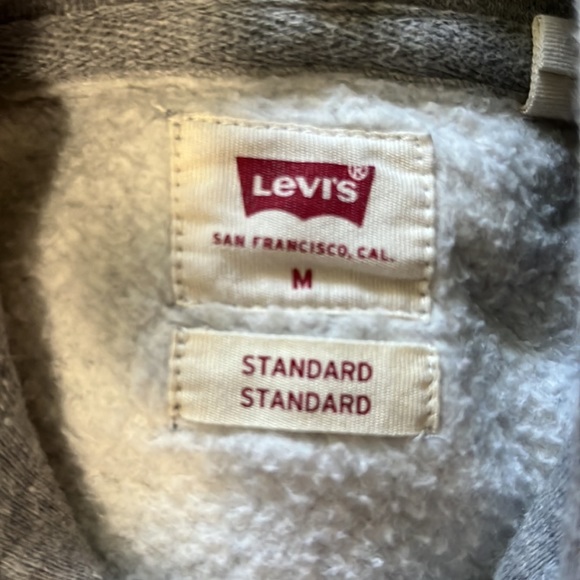 Levi's®
SAN FRANCISCO, CAL.
M
STANDARD
STANDARD